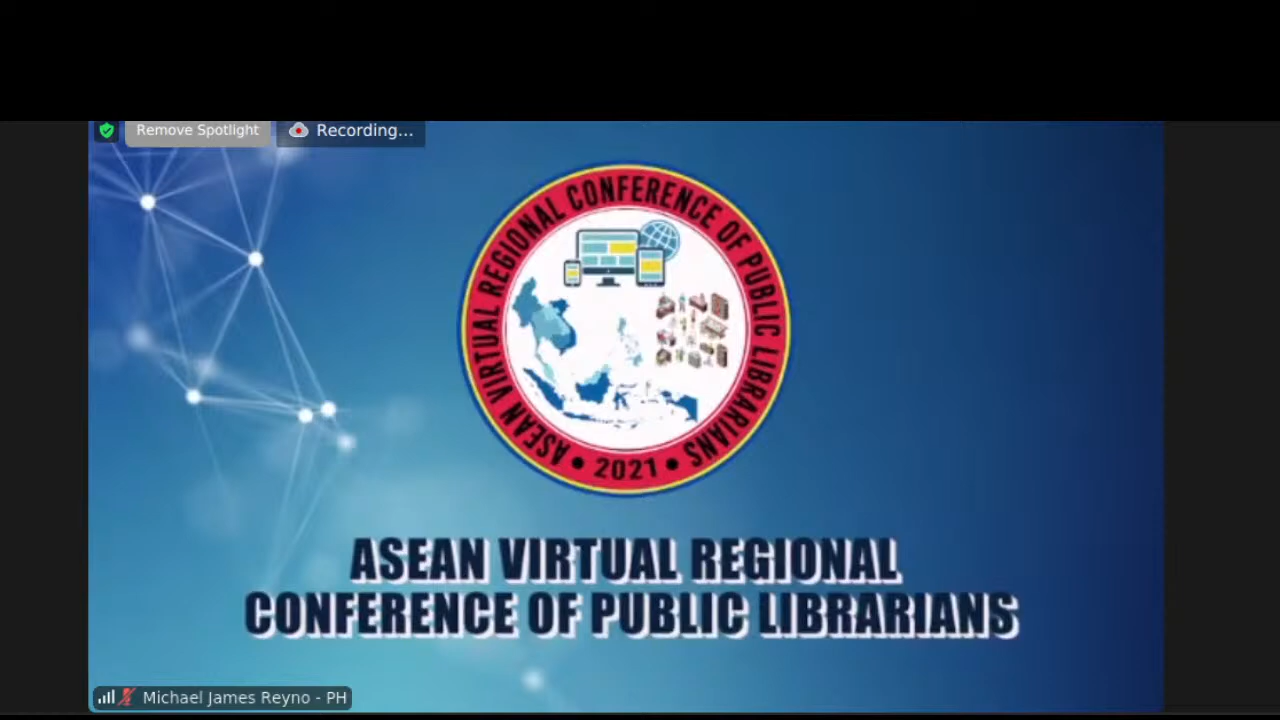 Remove Spotlight
Recording...
ASEAN VIRTUAL REGIONAL CONFERENCE OF PUBLIC LIBRARIANS
• 2021 •
ASEAN VIRTUAL REGIONAL
CONFERENCE OF PUBLIC LIBRARIANS
Michael James Reyno - PH